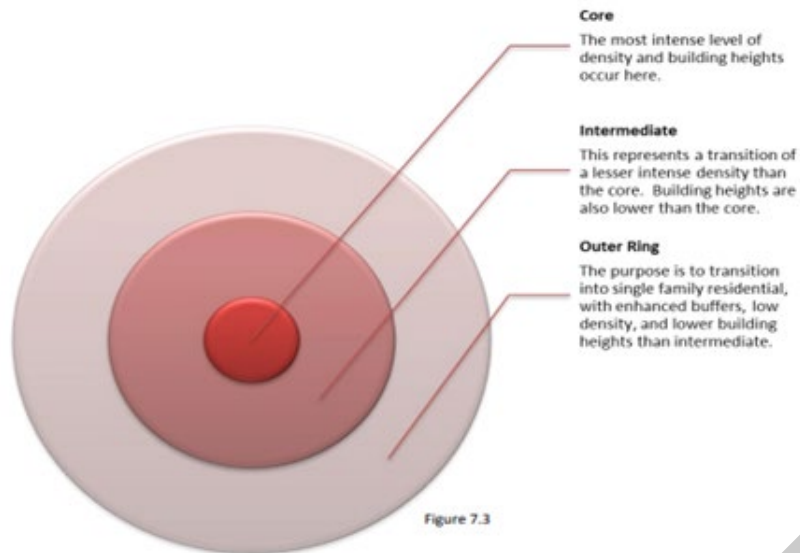 Core
The most intense level of
density and building heights
occur here.
Intermediate
This represents a transition of
a lesser intense density than
the core. Building heights are
also lower than the core.
Outer Ring
The purpose is to transition
into single family residential,
with enhanced buffers, low
density, and lower building
heights than intermediate.
Figure 7.3